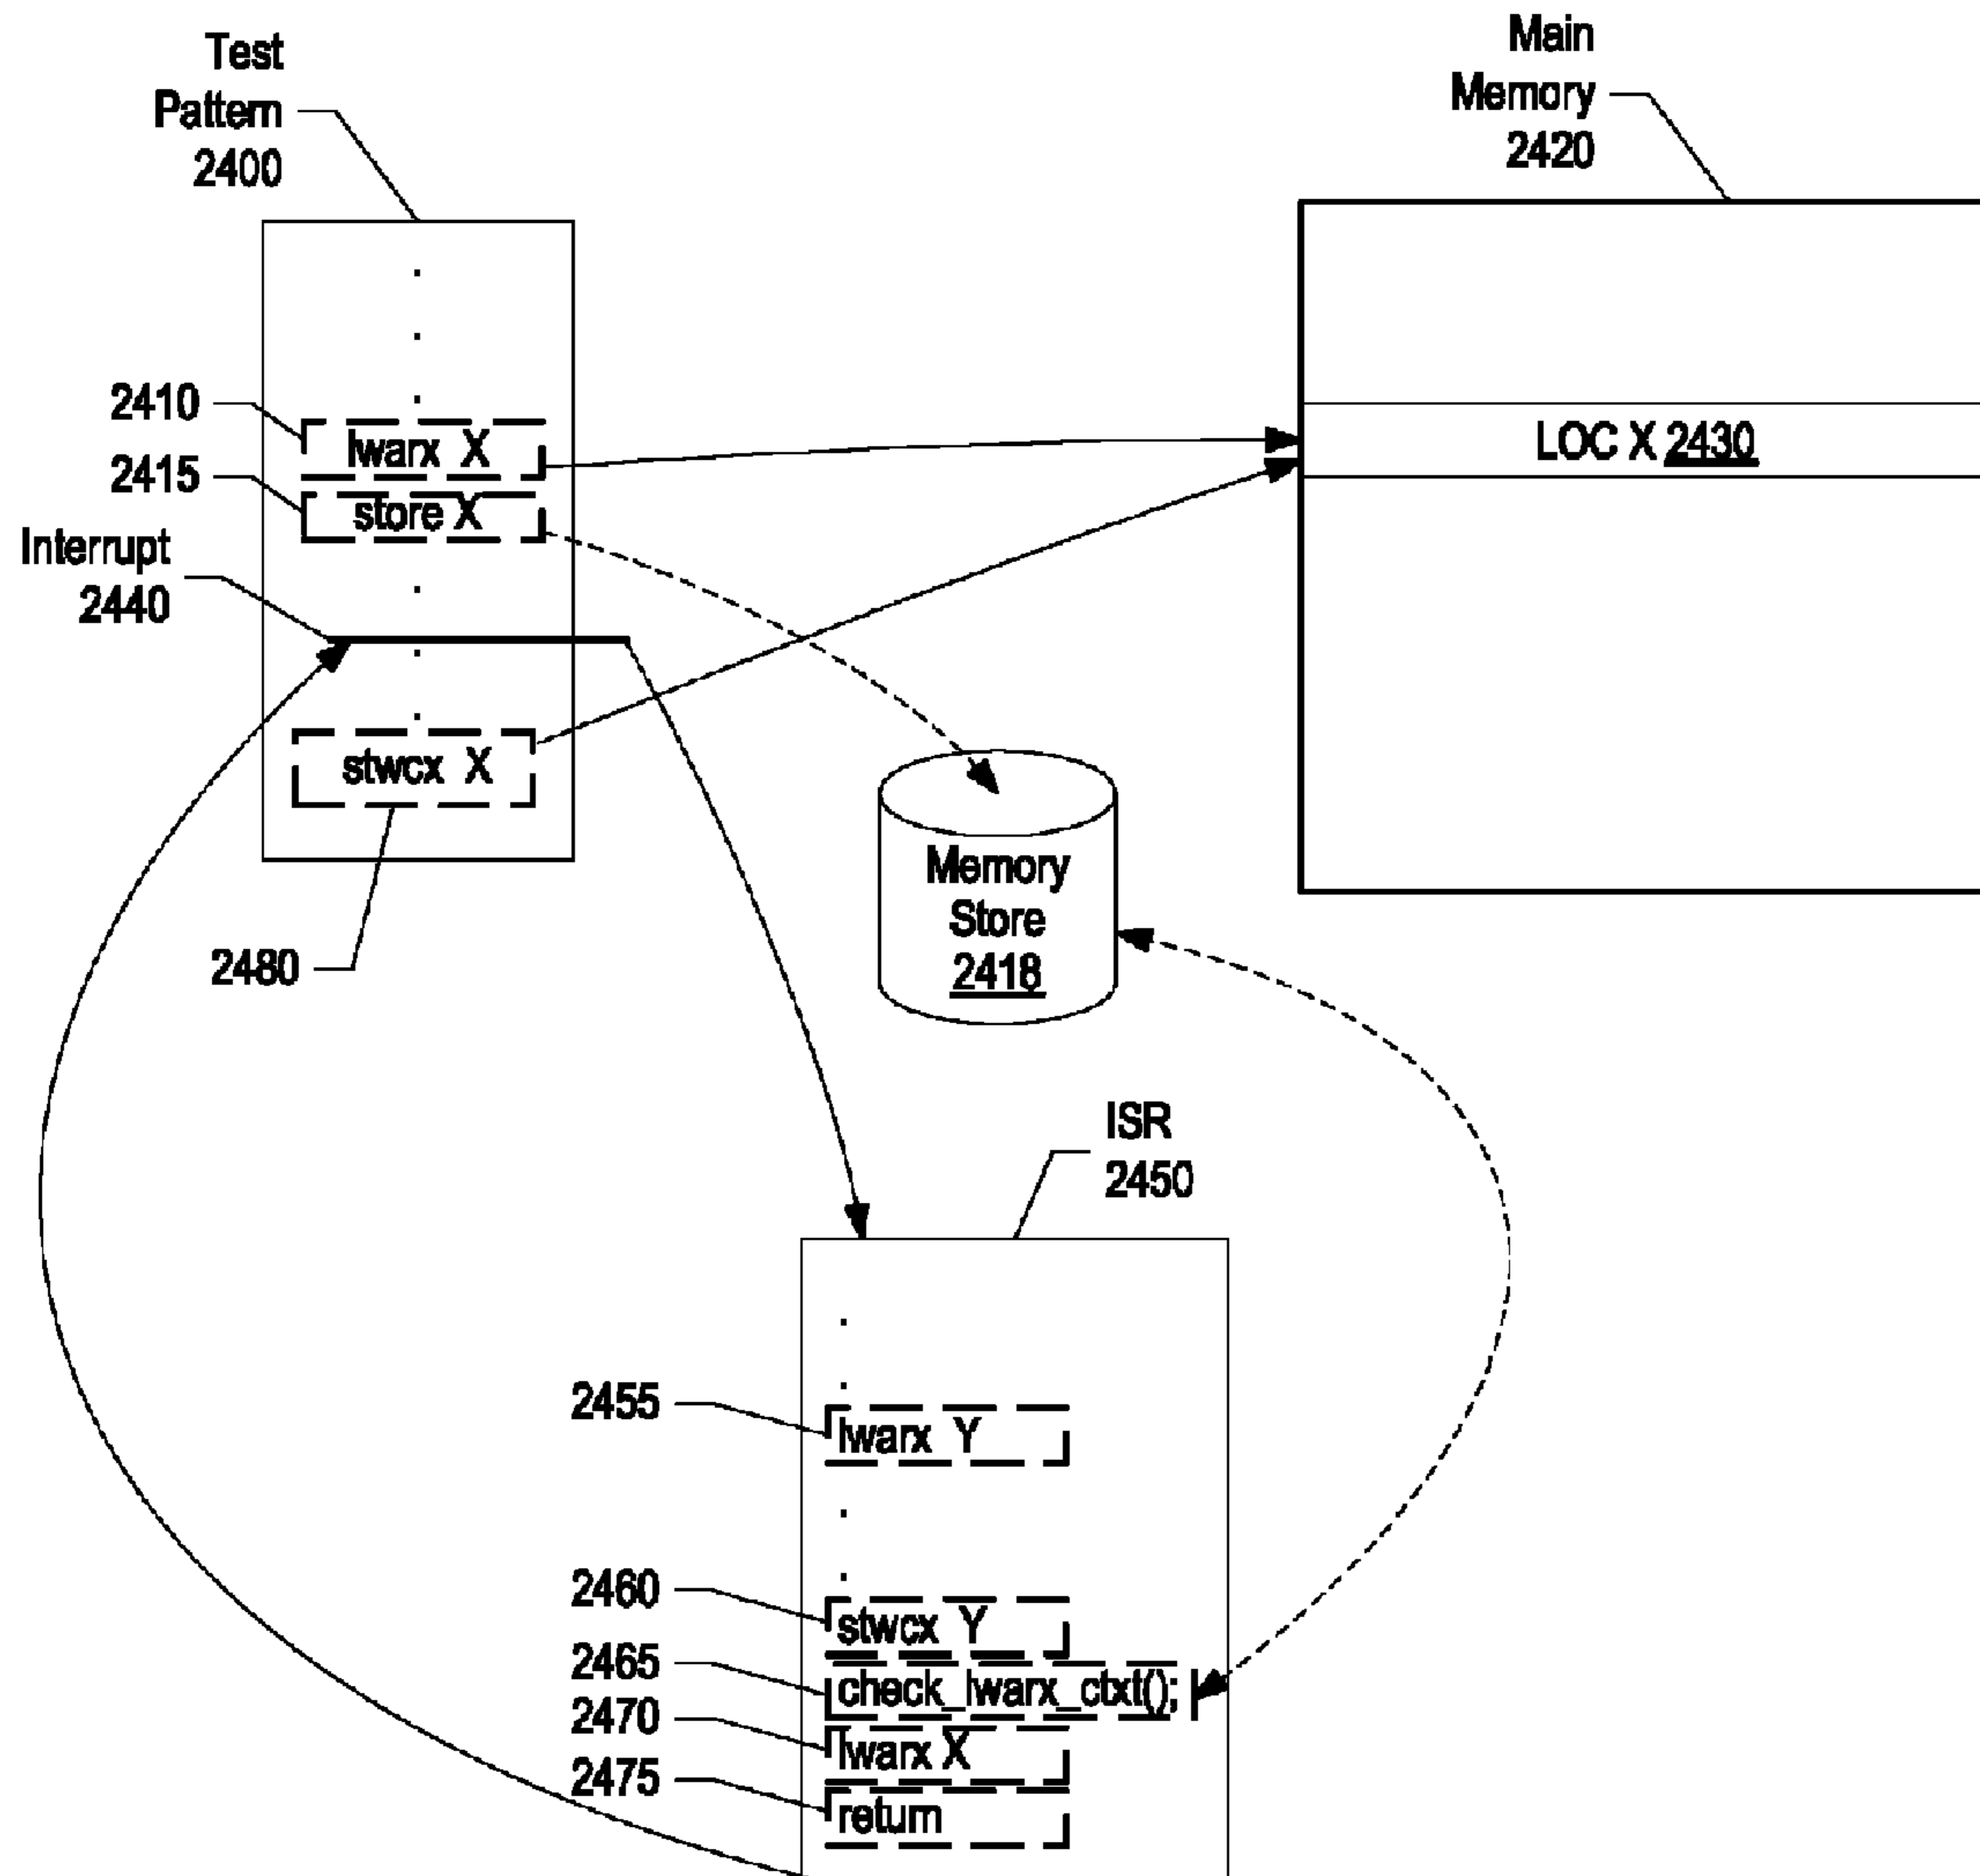 Test
Pattern
2400
Main
Memory
2420
2410
lwarx X
LOC X 2430
2415
store X
Interrupt
2440
stwcx X
2480
Memory
Store
2418
ISR
2450
2455
lwarx Y
2460
stwcx Y
2465
check_lwarx_ctxt();
2470
lwarx X
2475
return